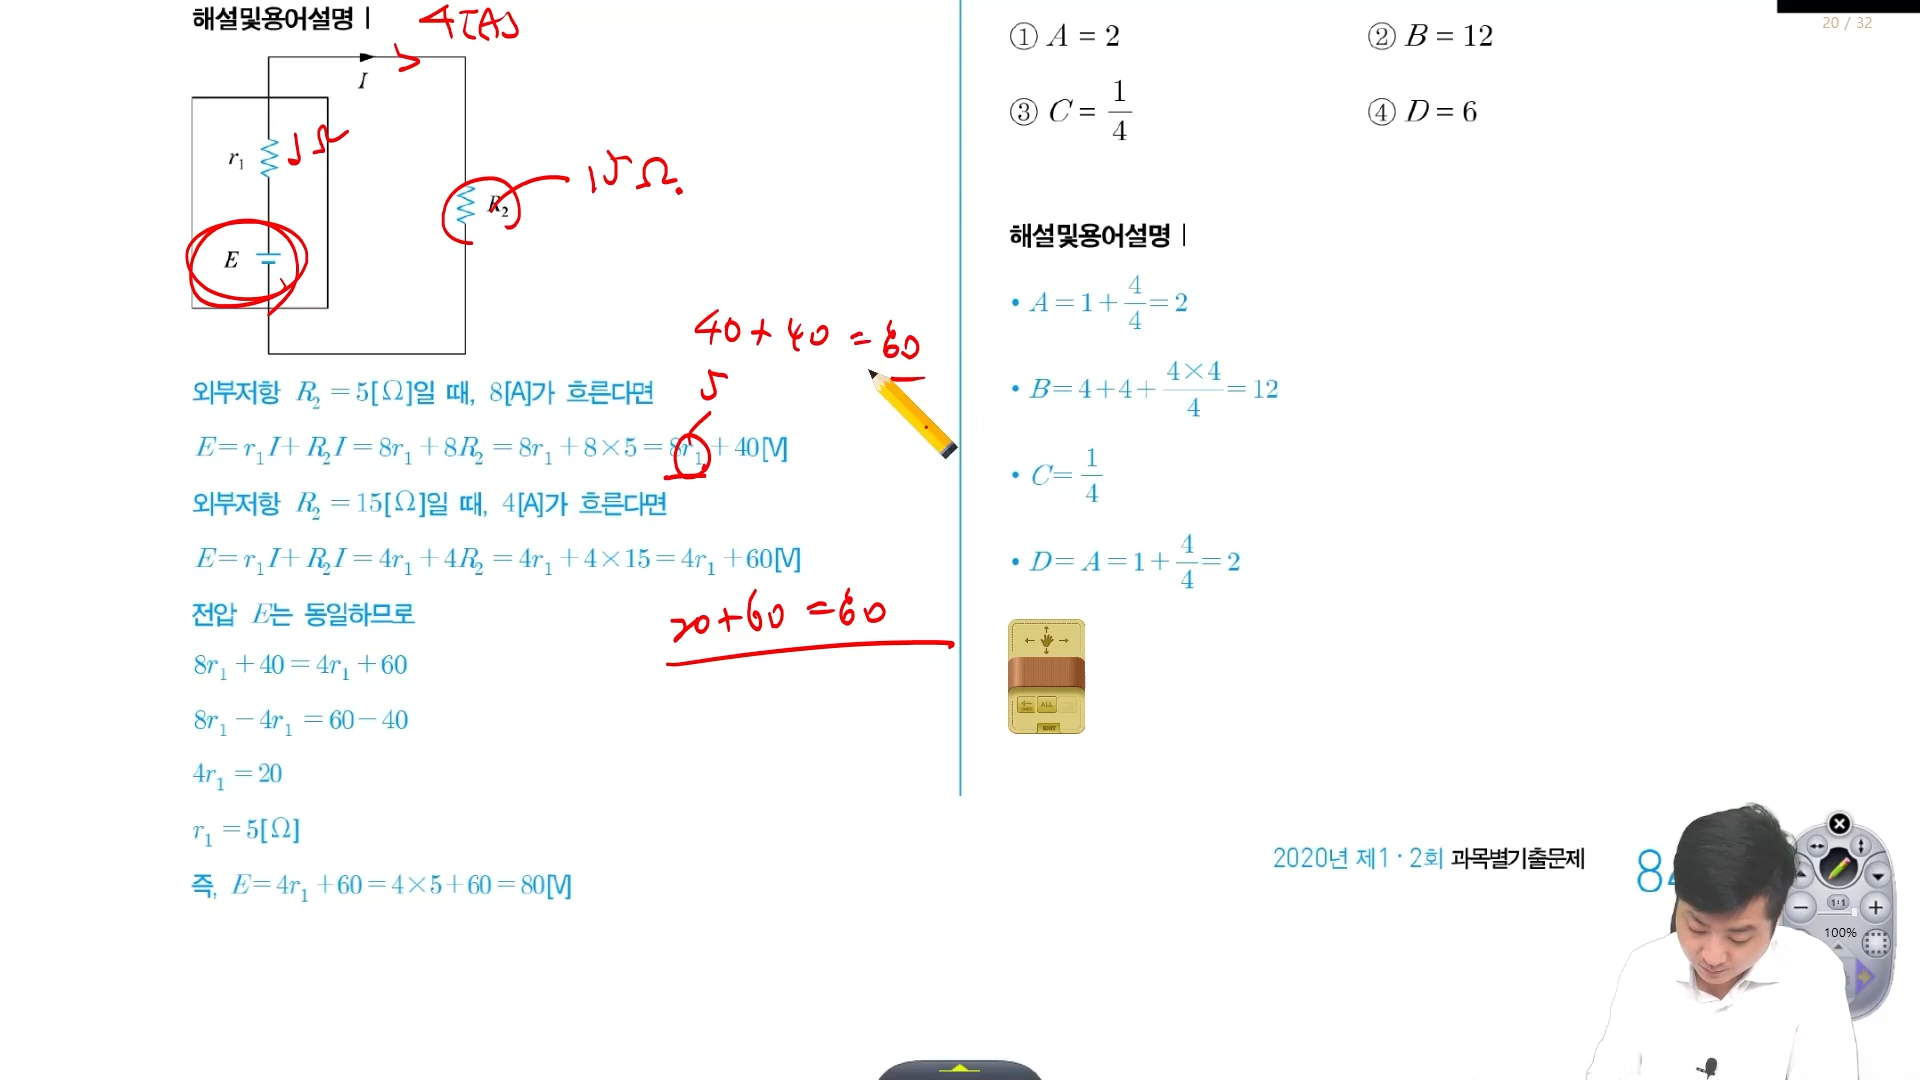 해설및용어설명 |
4[A]
I
r₁
5Ω
R₂
15Ω.
E
40+40=80
5
외부저항 R₂ = 5[Ω]일 때, 8[A]가 흐른다면
E = r₁I + R₂I = 8r₁ + 8R₂ = 8r₁ + 8×5 = 8r₁ + 40[V]
외부저항 R₂ = 15[Ω]일 때, 4[A]가 흐른다면
E = r₁I + R₂I = 4r₁ + 4R₂ = 4r₁ + 4×15 = 4r₁ + 60[V]
전압 E는 동일하므로
20+60=80
8r₁ + 40 = 4r₁ + 60
8r₁ − 4r₁ = 60 − 40
4r₁ = 20
r₁ = 5[Ω]
즉, E = 4r₁ + 60 = 4×5 + 60 = 80[V]
20 / 32
① A = 2 ② B = 12
③ C = 1/4 ④ D = 6
해설및용어설명 |
• A = 1 + 4/4 = 2
• B = 4 + 4 + (4×4)/4 = 12
• C = 1/4
• D = A = 1 + 4/4 = 2
ALL
EXIT
2020년 제1·2회 과목별기출문제
1:1
100%